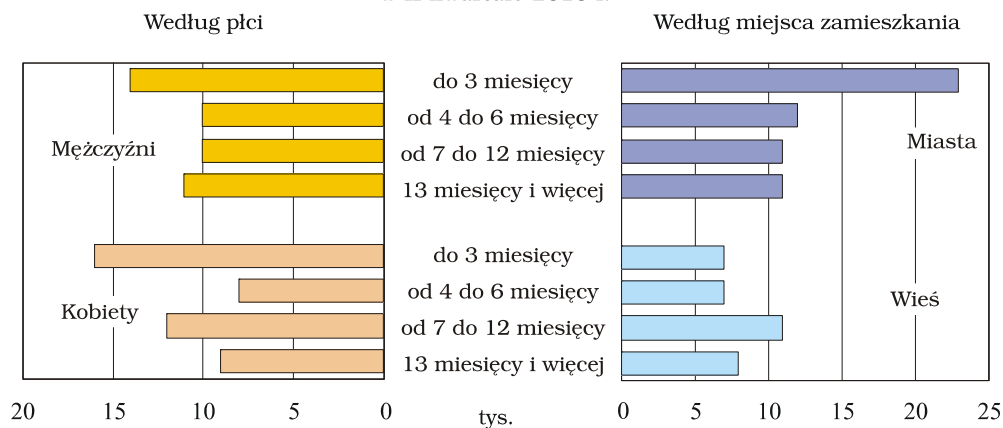 Według płci
Według miejsca zamieszkania
Mężczyźni
do 3 miesięcy
od 4 do 6 miesięcy
od 7 do 12 miesięcy
13 miesięcy i więcej
Miasta
Kobiety
do 3 miesięcy
od 4 do 6 miesięcy
od 7 do 12 miesięcy
13 miesięcy i więcej
Wieś
20 15 10 5 0
tys.
0 5 10 15 20 25